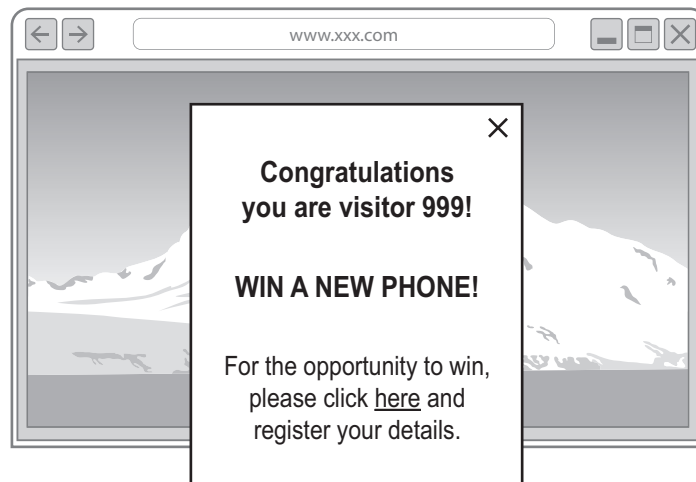 www.xxx.com
Congratulations
you are visitor 999!
WIN A NEW PHONE!
For the opportunity to win,
please click here and
register your details.